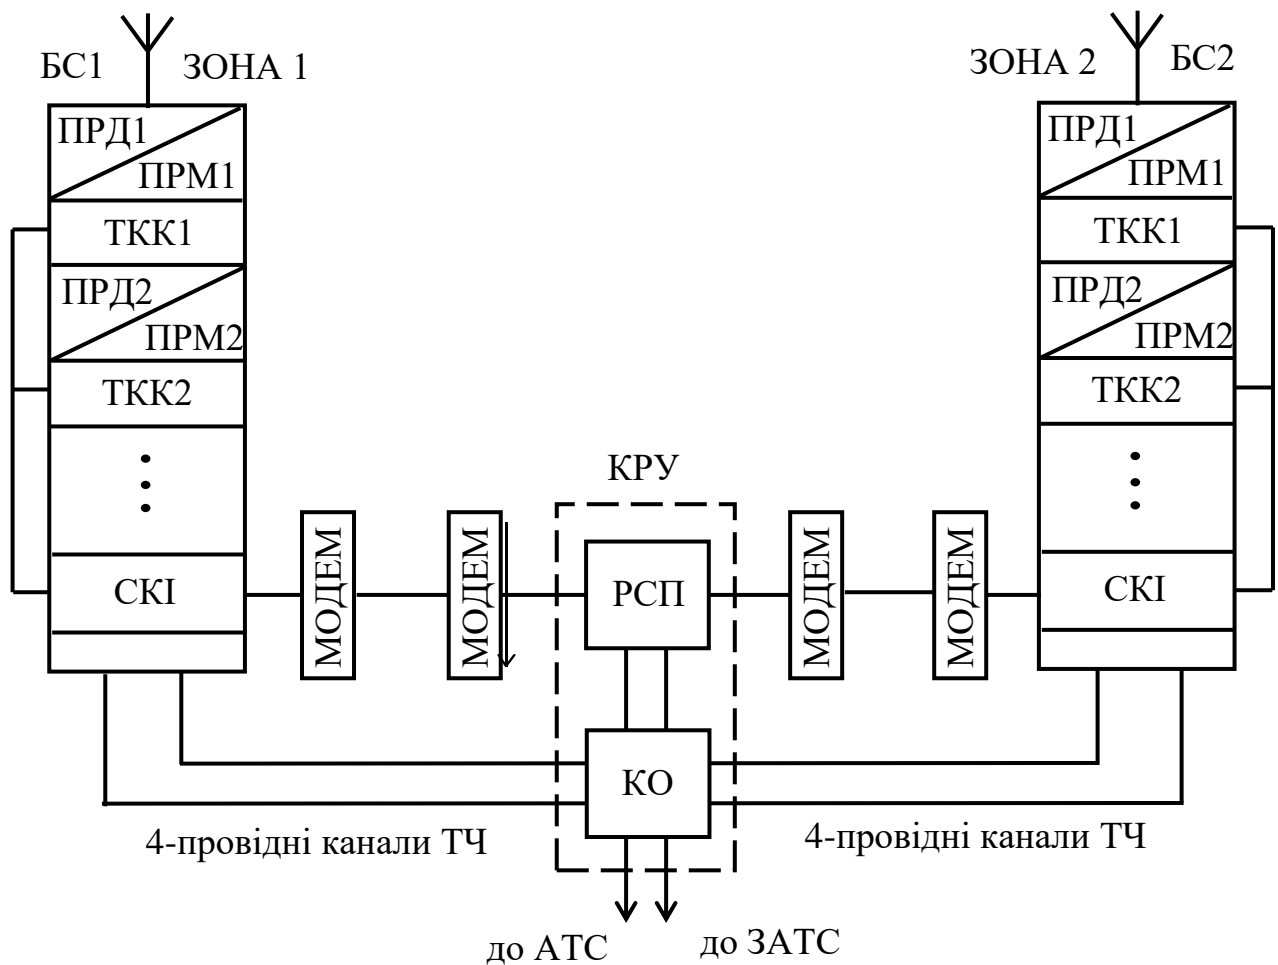 БС1
ЗОНА 1
ПРД1
ПРМ1
ТКК1
ПРД2
ПРМ2
ТКК2
СКІ
МОДЕМ
МОДЕМ
КРУ
РСП
КО
МОДЕМ
МОДЕМ
ЗОНА 2
БС2
ПРД1
ПРМ1
ТКК1
ПРД2
ПРМ2
ТКК2
СКІ
4-провідні канали ТЧ
4-провідні канали ТЧ
до АТС
до ЗАТС